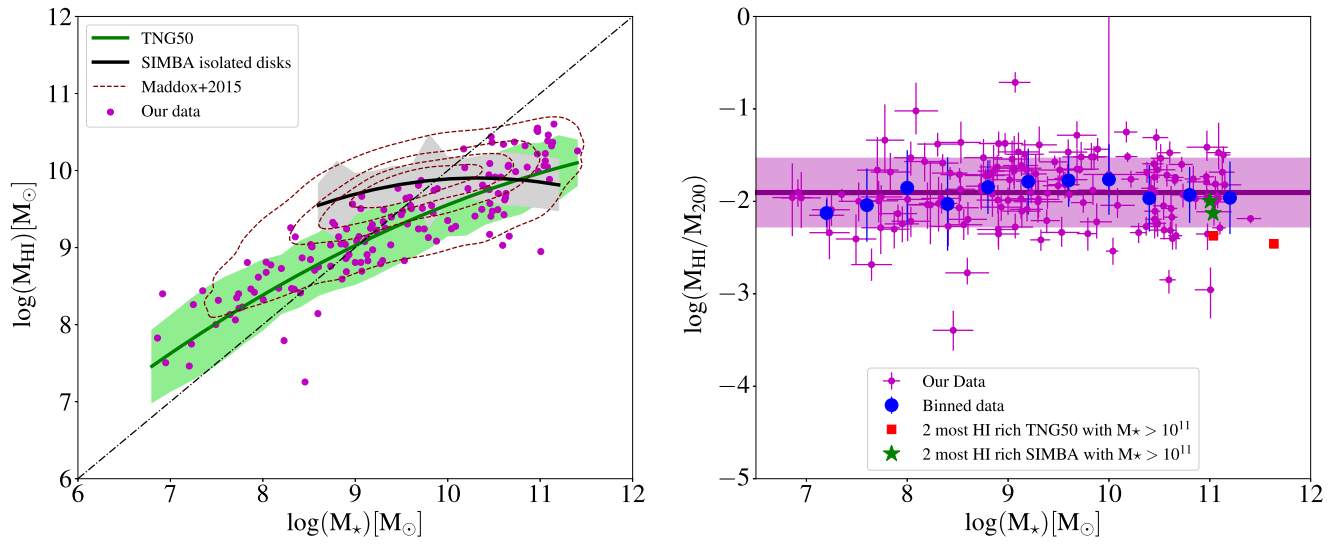 12
11
10
9
8
7
6
log(M_HI)[M_⊙]
TNG50
SIMBA isolated disks
Maddox+2015
Our data
6 7 8 9 10 11 12
log(M_⋆)[M_⊙]
−0
−1
−2
−3
−4
−5
log(M_HI/M_200)
Our Data
Binned data
2 most HI rich TNG50 with M⋆ > 10^11
2 most HI rich SIMBA with M⋆ > 10^11
7 8 9 10 11 12
log(M_⋆)[M_⊙]